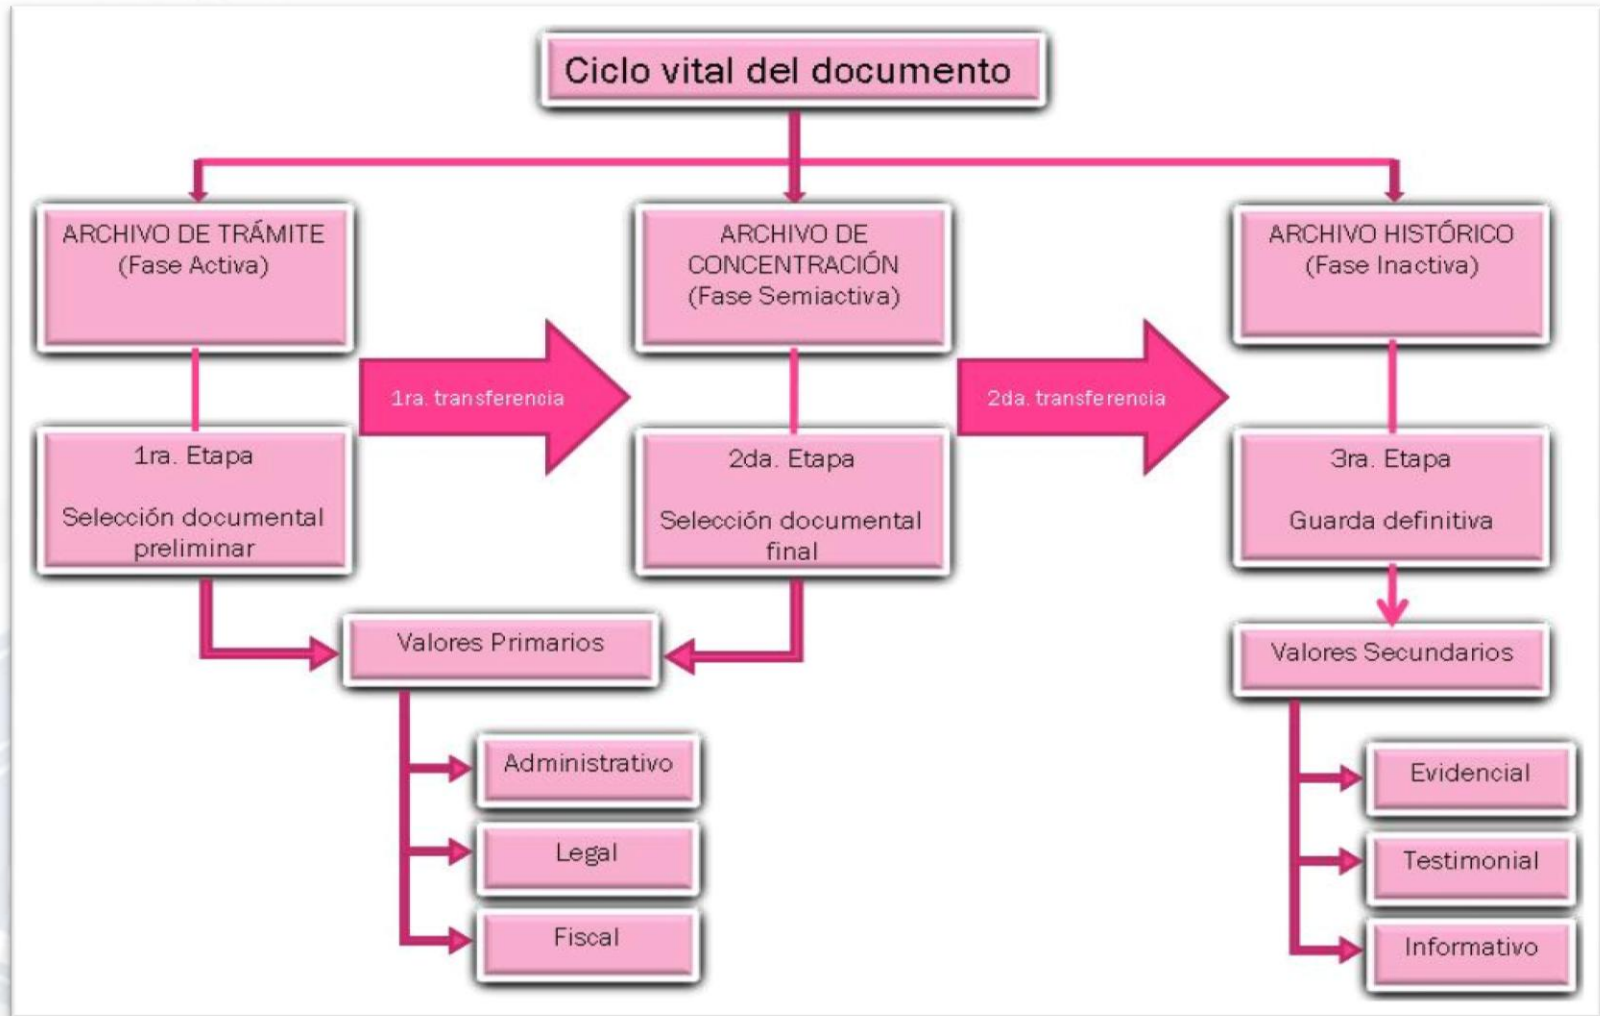 Ciclo vital del documento
ARCHIVO DE TRÁMITE
(Fase Activa)
ARCHIVO DE
CONCENTRACIÓN
(Fase Semiactiva)
ARCHIVO HISTÓRICO
(Fase Inactiva)
1ra. transferencia
2da. transferencia
1ra. Etapa
Selección documental
preliminar
2da. Etapa
Selección documental
final
3ra. Etapa
Guarda definitiva
Valores Primarios
Valores Secundarios
Administrativo
Legal
Fiscal
Evidencial
Testimonial
Informativo